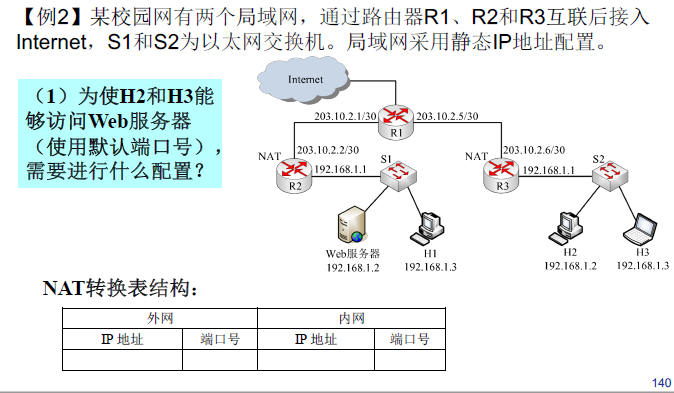 【例2】某校园网有两个局域网，通过路由器R1、R2和R3互联后接入
Internet，S1和S2为以太网交换机。局域网采用静态IP地址配置。
（1）为使H2和H3能
够访问Web服务器
（使用默认端口号），
需要进行什么配置？
Internet
203.10.2.1/30
203.10.2.5/30
R1
NAT
203.10.2.2/30
192.168.1.1
R2
S1
NAT
203.10.2.6/30
192.168.1.1
R3
S2
Web服务器
192.168.1.2
H1
192.168.1.3
H2
192.168.1.2
H3
192.168.1.3
NAT转换表结构：
外网
内网
IP 地址
端口号
IP 地址
端口号
140